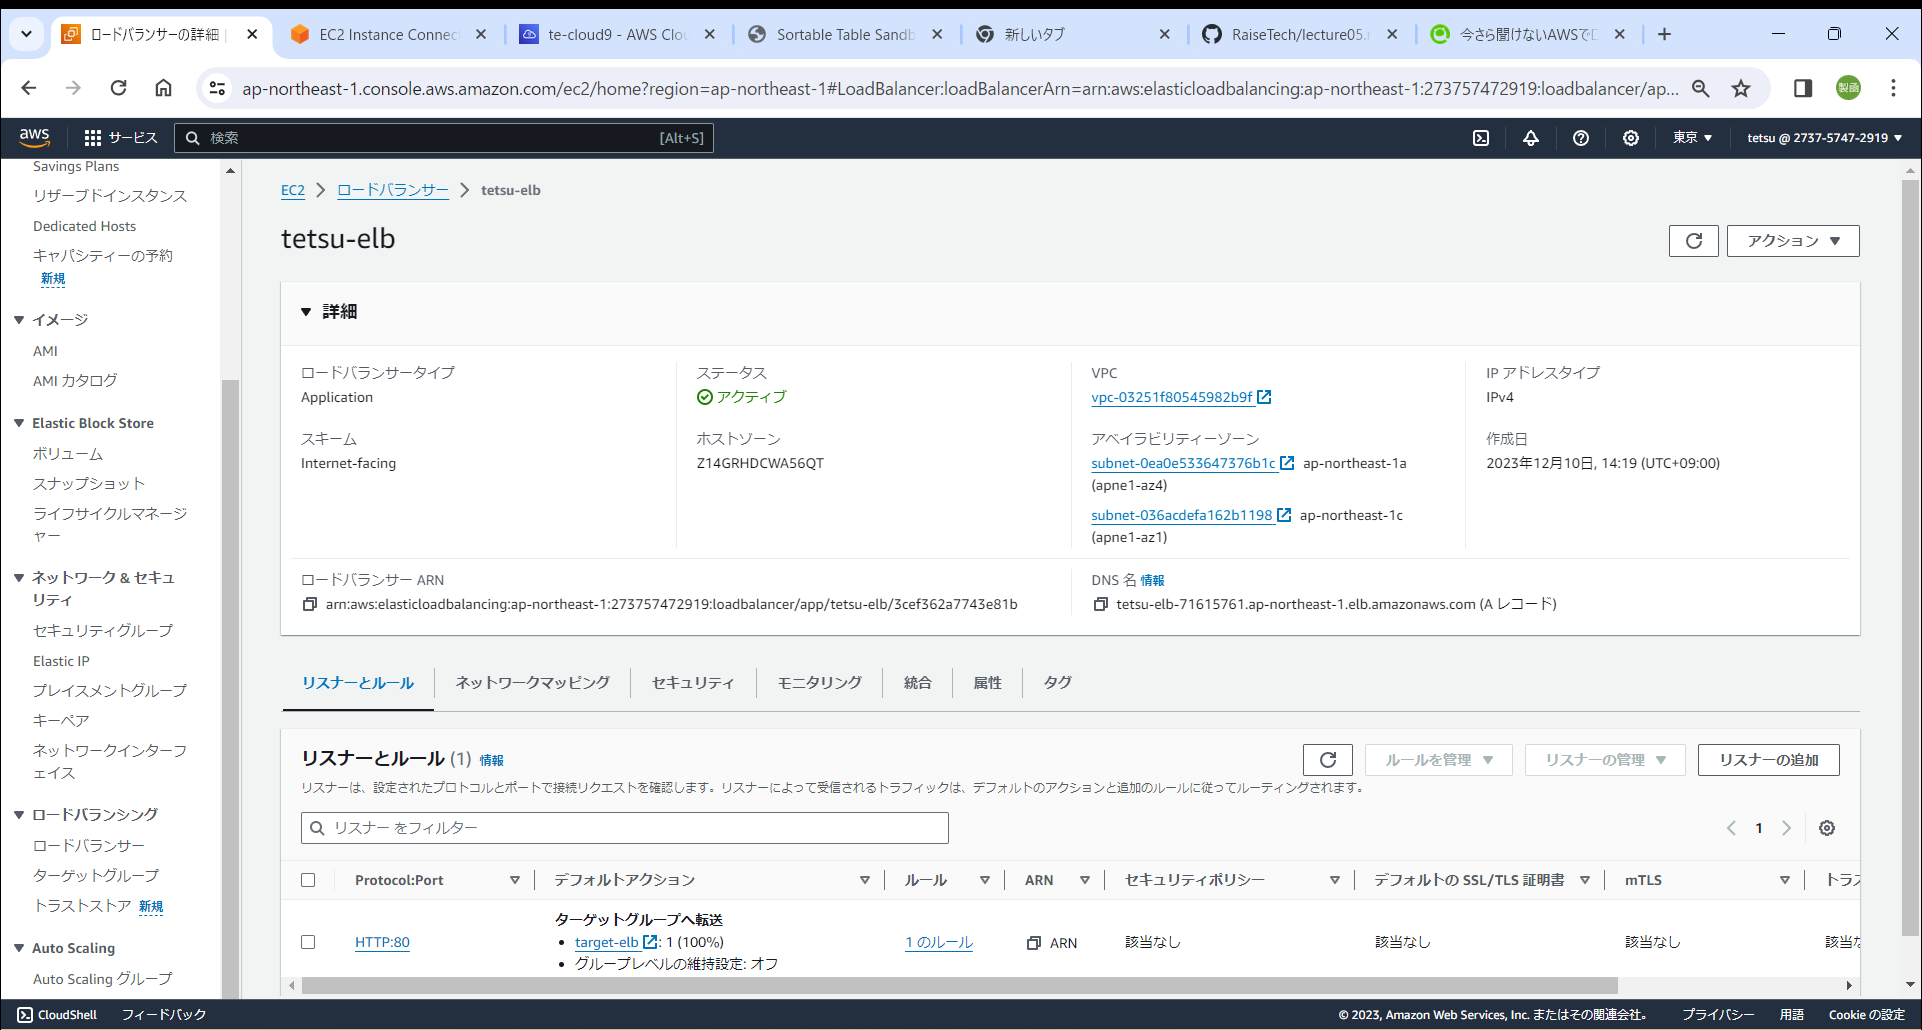 ロードバランサーの詳細 |
EC2 Instance Connec
te-cloud9 - AWS Clou
Sortable Table Sandb
新しいタブ
RaiseTech/lecture05.r
今さら聞けないAWSでD
ap-northeast-1.console.aws.amazon.com/ec2/home?region=ap-northeast-1#LoadBalancer:loadBalancerArn=arn:aws:elasticloadbalancing:ap-northeast-1:273757472919:loadbalancer/ap...
製函
aws
サービス
検索
[Alt+S]
東京
tetsu @ 2737-5747-2919
Savings Plans
リザーブドインスタンス
Dedicated Hosts
キャパシティーの予約
新規
イメージ
AMI
AMI カタログ
Elastic Block Store
ボリューム
スナップショット
ライフサイクルマネージ
ャー
ネットワーク & セキュ
リティ
セキュリティグループ
Elastic IP
プレイスメントグループ
キーペア
ネットワークインターフ
ェイス
ロードバランシング
ロードバランサー
ターゲットグループ
トラストストア 新規
Auto Scaling
Auto Scaling グループ
EC2 > ロードバランサー > tetsu-elb
tetsu-elb
アクション
詳細
ロードバランサータイプ
Application
ステータス
アクティブ
VPC
vpc-03251f80545982b9f
IP アドレスタイプ
IPv4
スキーム
Internet-facing
ホストゾーン
Z14GRHDCWA56QT
アベイラビリティーゾーン
subnet-0ea0e533647376b1c ap-northeast-1a
(apne1-az4)
subnet-036acdefa162b1198 ap-northeast-1c
(apne1-az1)
作成日
2023年12月10日, 14:19 (UTC+09:00)
ロードバランサー ARN
arn:aws:elasticloadbalancing:ap-northeast-1:273757472919:loadbalancer/app/tetsu-elb/3cef362a7743e81b
DNS 名 情報
tetsu-elb-71615761.ap-northeast-1.elb.amazonaws.com (A レコード)
リスナーとルール
ネットワークマッピング
セキュリティ
モニタリング
統合
属性
タグ
リスナーとルール (1) 情報
ルールを管理
リスナーの管理
リスナーの追加
リスナーは、設定されたプロトコルとポートで接続リクエストを確認します。リスナーによって受信されるトラフィックは、デフォルトのアクションと追加のルールに従ってルーティングされます。
リスナー をフィルター
1
Protocol:Port
デフォルトアクション
ルール
ARN
セキュリティポリシー
デフォルトの SSL/TLS 証明書
mTLS
トラス
HTTP:80
ターゲットグループへ転送
• target-elb : 1 (100%)
• グループレベルの維持設定: オフ
1 のルール
ARN
該当なし
該当なし
該当なし
該当な
CloudShell
フィードバック
© 2023, Amazon Web Services, Inc. またはその関連会社。
プライバシー
用語
Cookie の設定